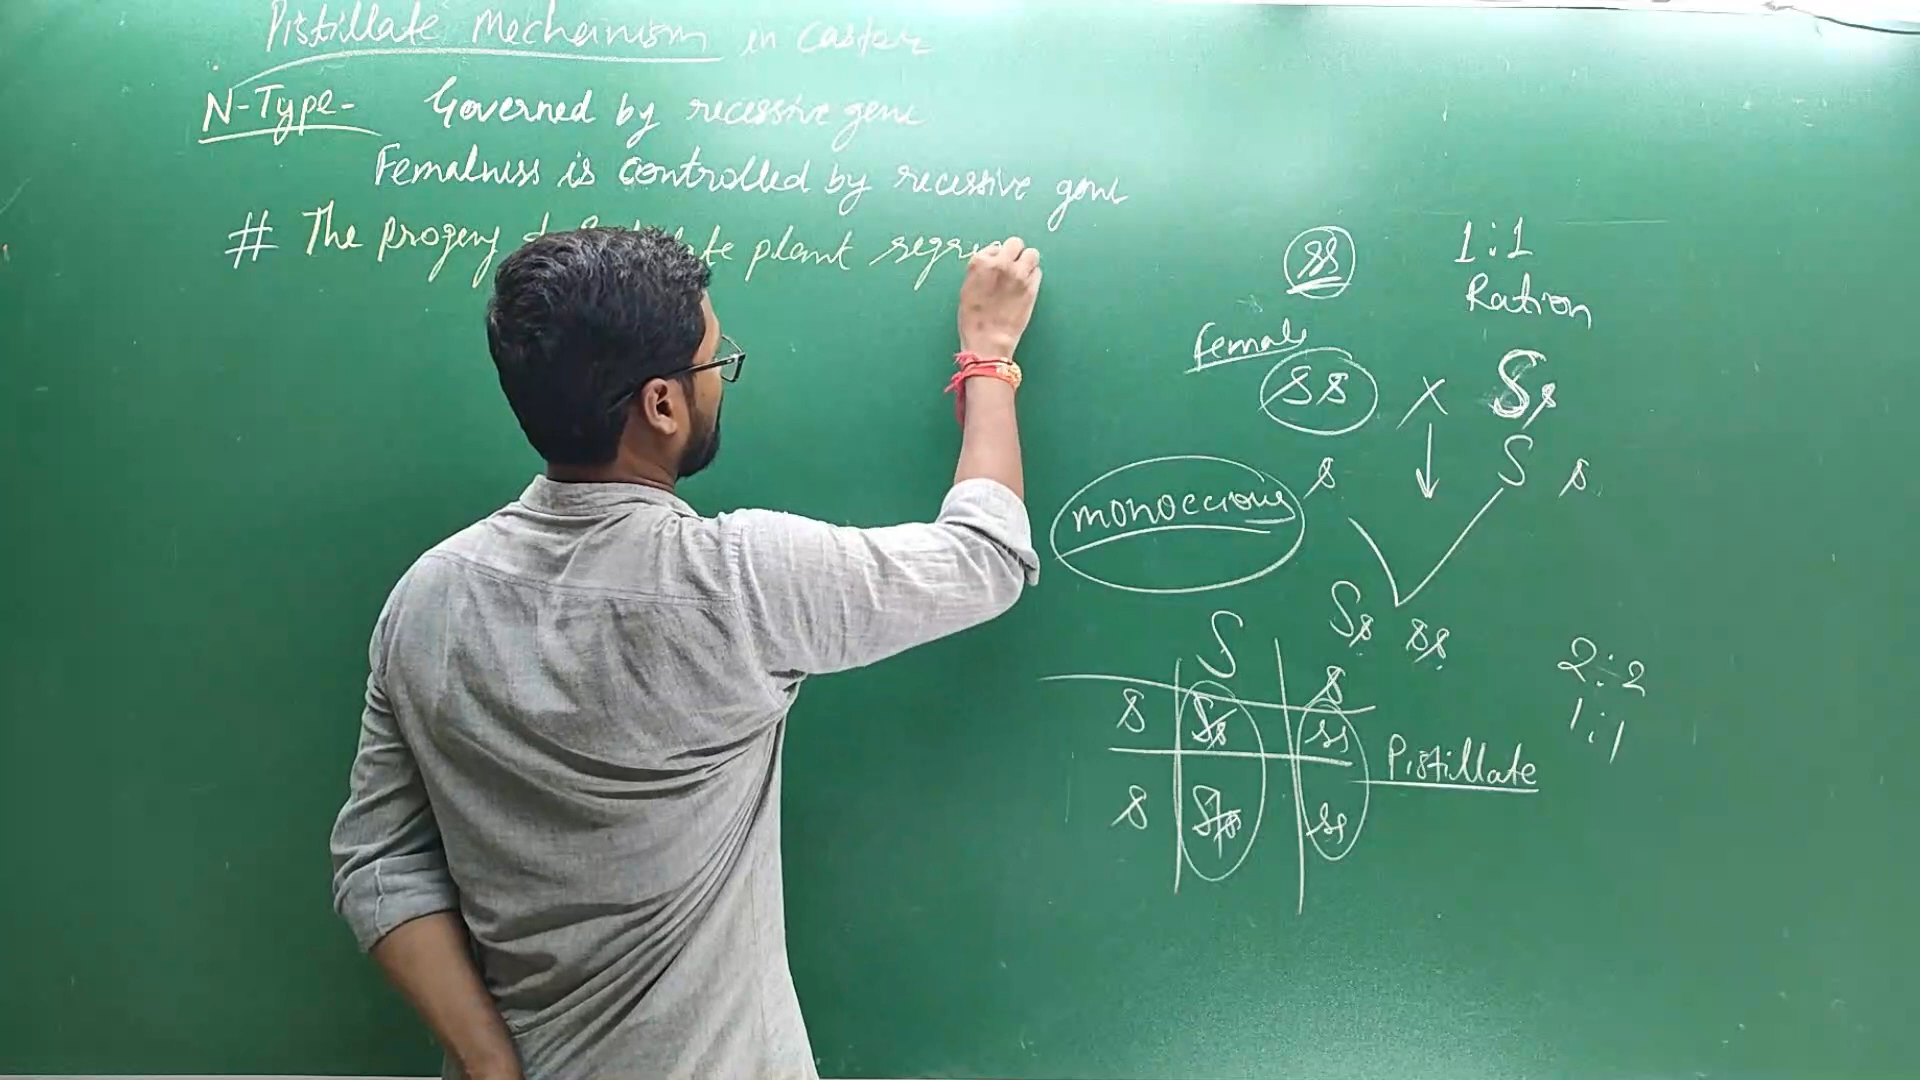 Pistillate Mechanism in castor
N-Type- Governed by recessive gene
Femalness is controlled by recessive gene
# The Progeny plant
ss
1:1
Ration
Female
ss x Ss
s S s
monoecious
Ss ss
S s
s Ss ss
s Ss ss
Pistillate
2:2
1:1